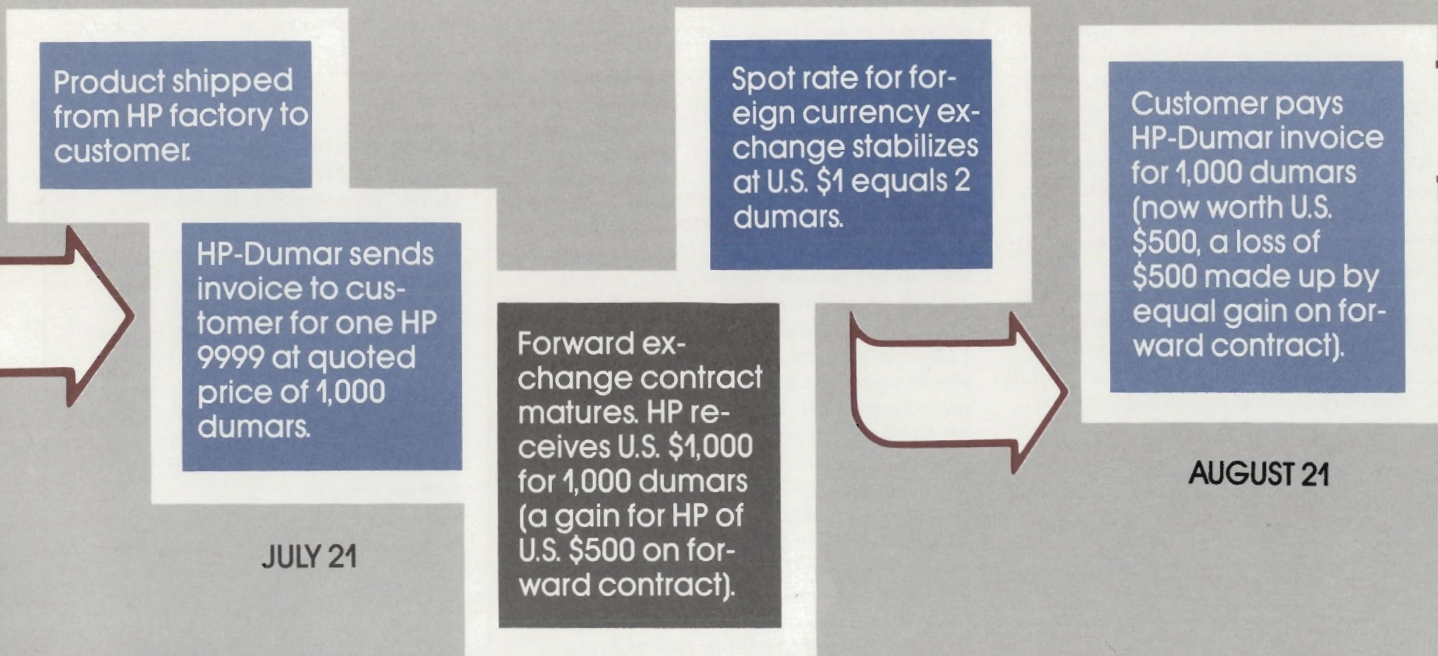 Product shipped
from HP factory to
customer.
HP-Dumar sends
invoice to cus-
tomer for one HP
9999 at quoted
price of 1,000
dumars.
JULY 21
Forward ex-
change contract
matures. HP re-
ceives U.S. $1,000
for 1,000 dumars
(a gain for HP of
U.S. $500 on for-
ward contract).
Spot rate for for-
eign currency ex-
change stabilizes
at U.S. $1 equals 2
dumars.
Customer pays
HP-Dumar invoice
for 1,000 dumars
(now worth U.S.
$500, a loss of
$500 made up by
equal gain on for-
ward contract).
AUGUST 21